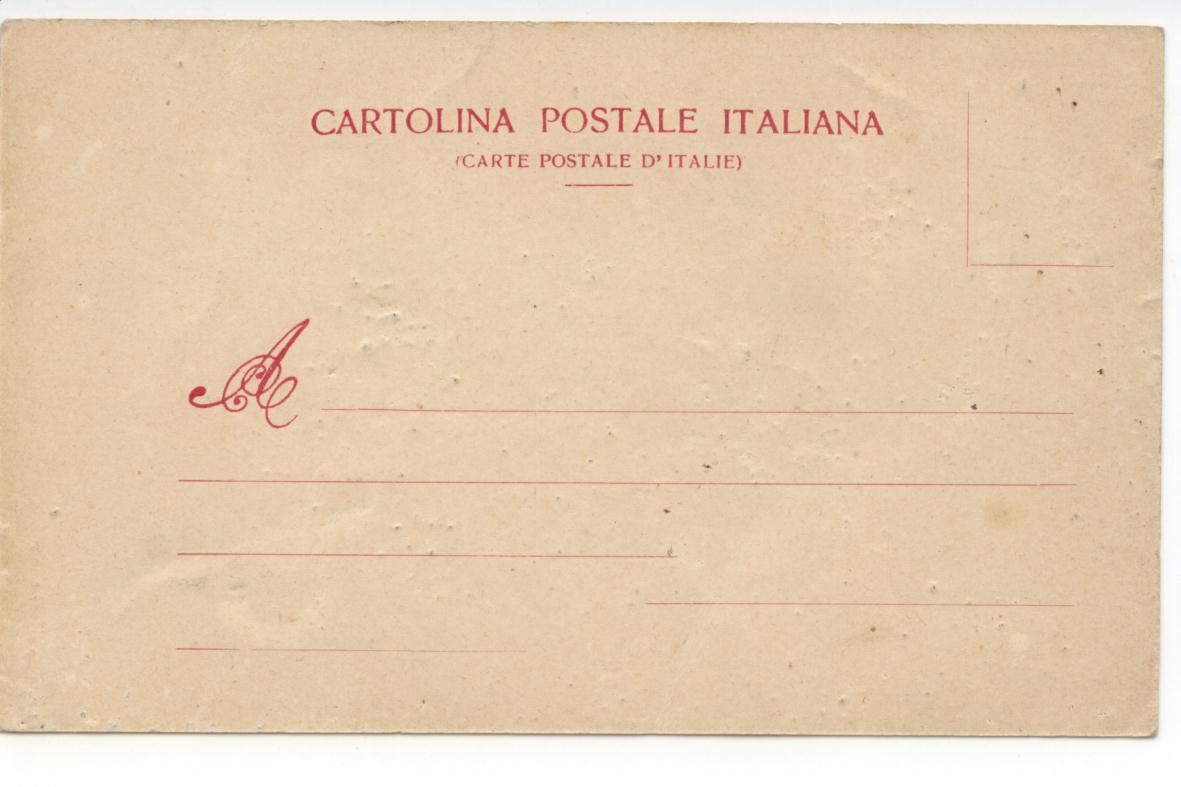 CARTOLINA POSTALE ITALIANA
(CARTE POSTALE D'ITALIE)
A